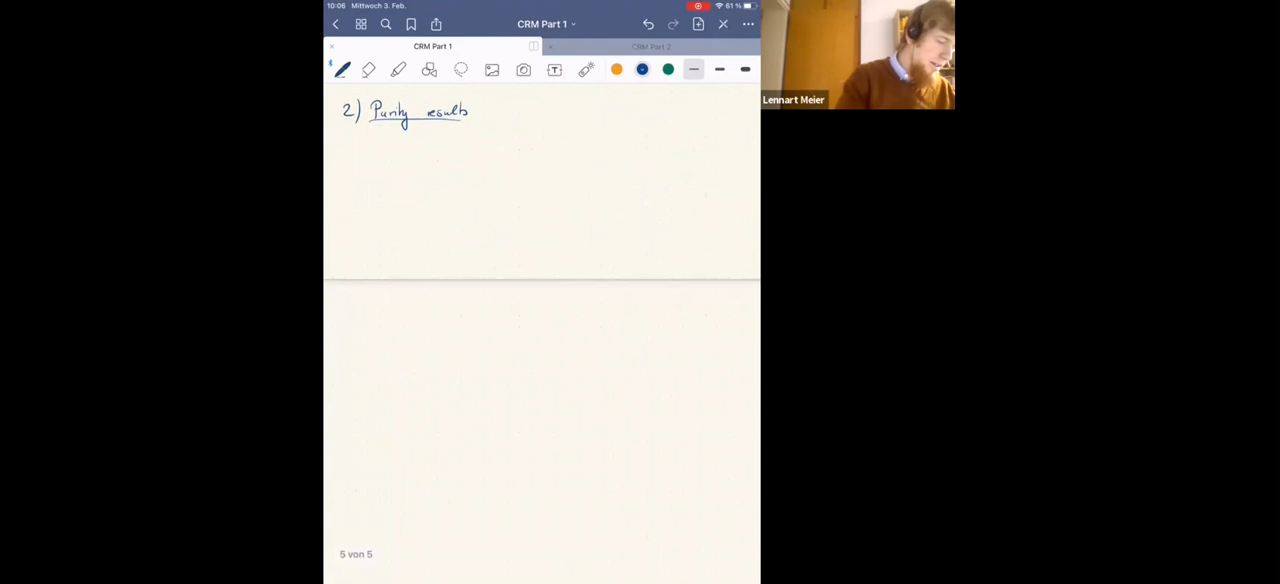 10:06 Mittwoch 3. Feb. 61 %
CRM Part 1
CRM Part 1 CRM Part 2
T
2) Purity results
5 von 5
Lennart Meier